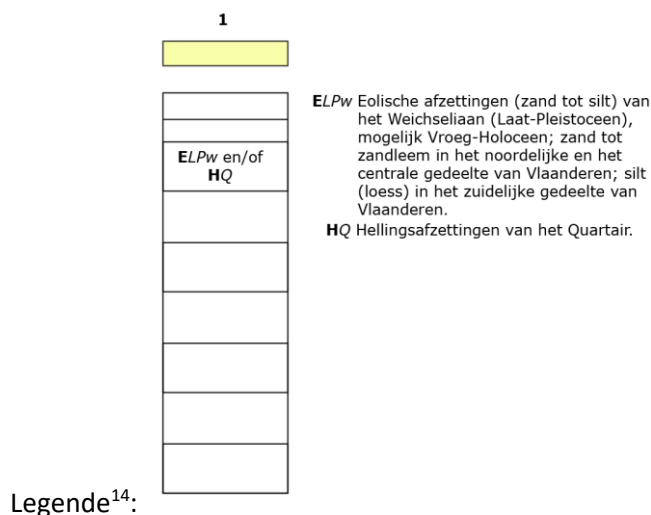 1
ELPw en/of
HQ
ELPw Eolische afzettingen (zand tot silt) van
het Weichseliaan (Laat-Pleistoceen),
mogelijk Vroeg-Holoceen; zand tot
zandleem in het noordelijke en het
centrale gedeelte van Vlaanderen; silt
(loess) in het zuidelijke gedeelte van
Vlaanderen.
HQ Hellingsafzettingen van het Quartair.
Legende14: